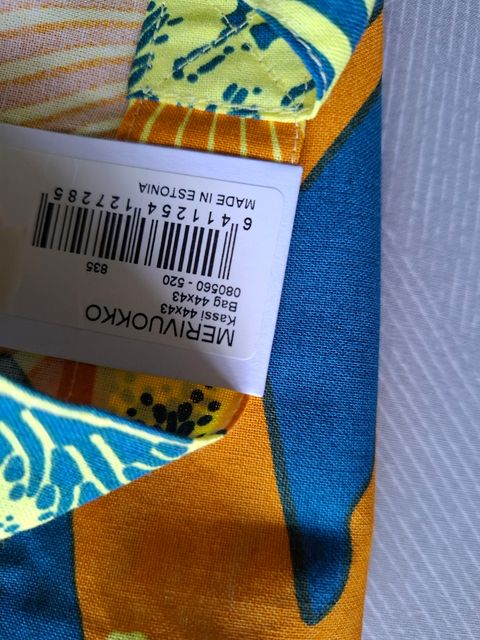 MERIVUOKKO
Kassi 44x43
Bag 44x43
080560 - 520
835
6 411254 127285
MADE IN ESTONIA